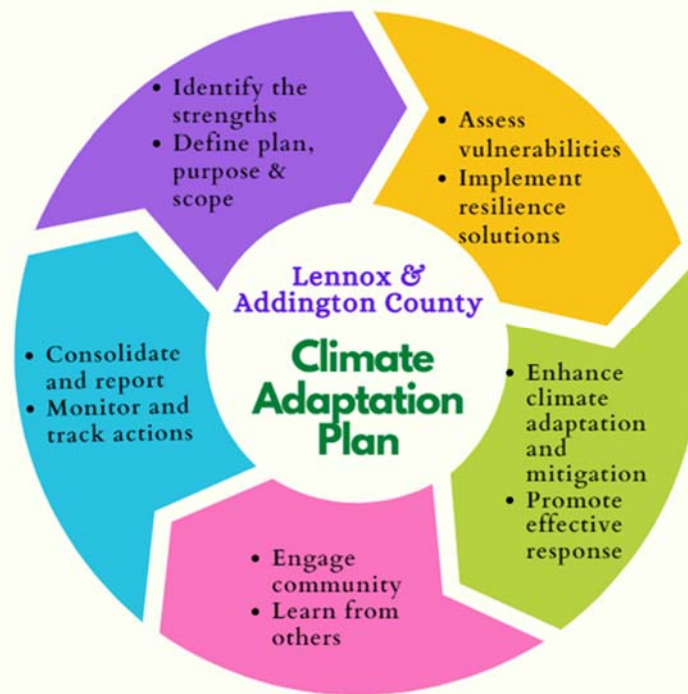 • Identify the
strengths
• Define plan,
purpose &
scope
• Assess
vulnerabilities
• Implement
resilience
solutions
Lennox &
Addington County
Climate
Adaptation
Plan
• Enhance
climate
adaptation
and
mitigation
• Promote
effective
response
• Engage
community
• Learn from
others
• Consolidate
and report
• Monitor and
track actions